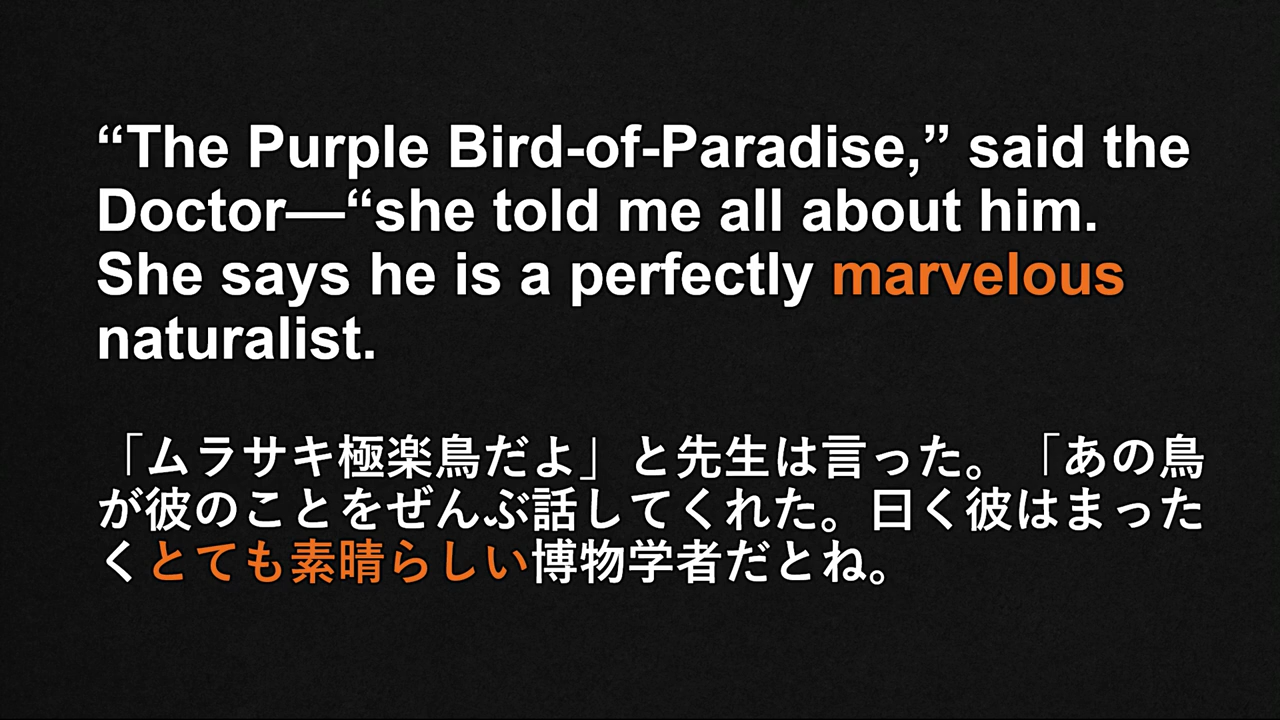 “The Purple Bird-of-Paradise,” said the
Doctor—“she told me all about him.
She says he is a perfectly marvelous
naturalist.
「ムラサキ極楽鳥だよ」と先生は言った。「あの鳥
が彼のことをぜんぶ話してくれた。曰く彼はまった
くとても素晴らしい博物学者だとね。